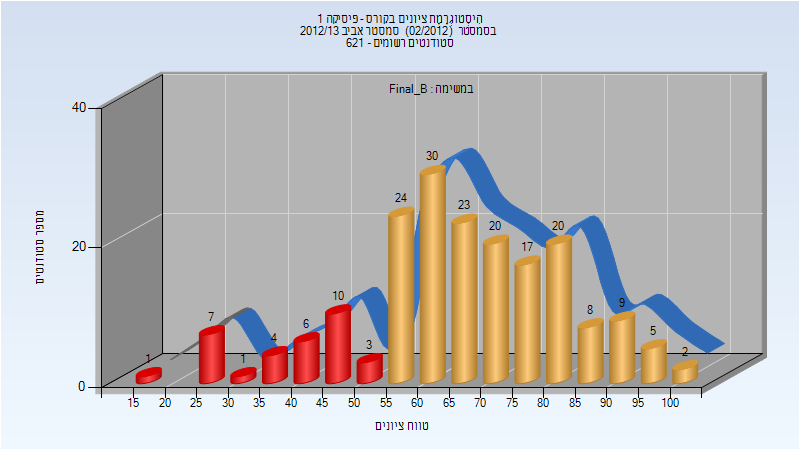 היסטוגרמת ציונים בקורס - פיסיקה 1
בסמסטר (02/2012) סמסטר אביב 2012/13
סטודנטים רשומים - 621
במשימה : Final_B
מספר סטודנטים
40
20
0
1 7 1 4 6 10 3 24 30 23 20 17 20 8 9 5 2
15 20 25 30 35 40 45 50 55 60 65 70 75 80 85 90 95 100
טווח ציונים